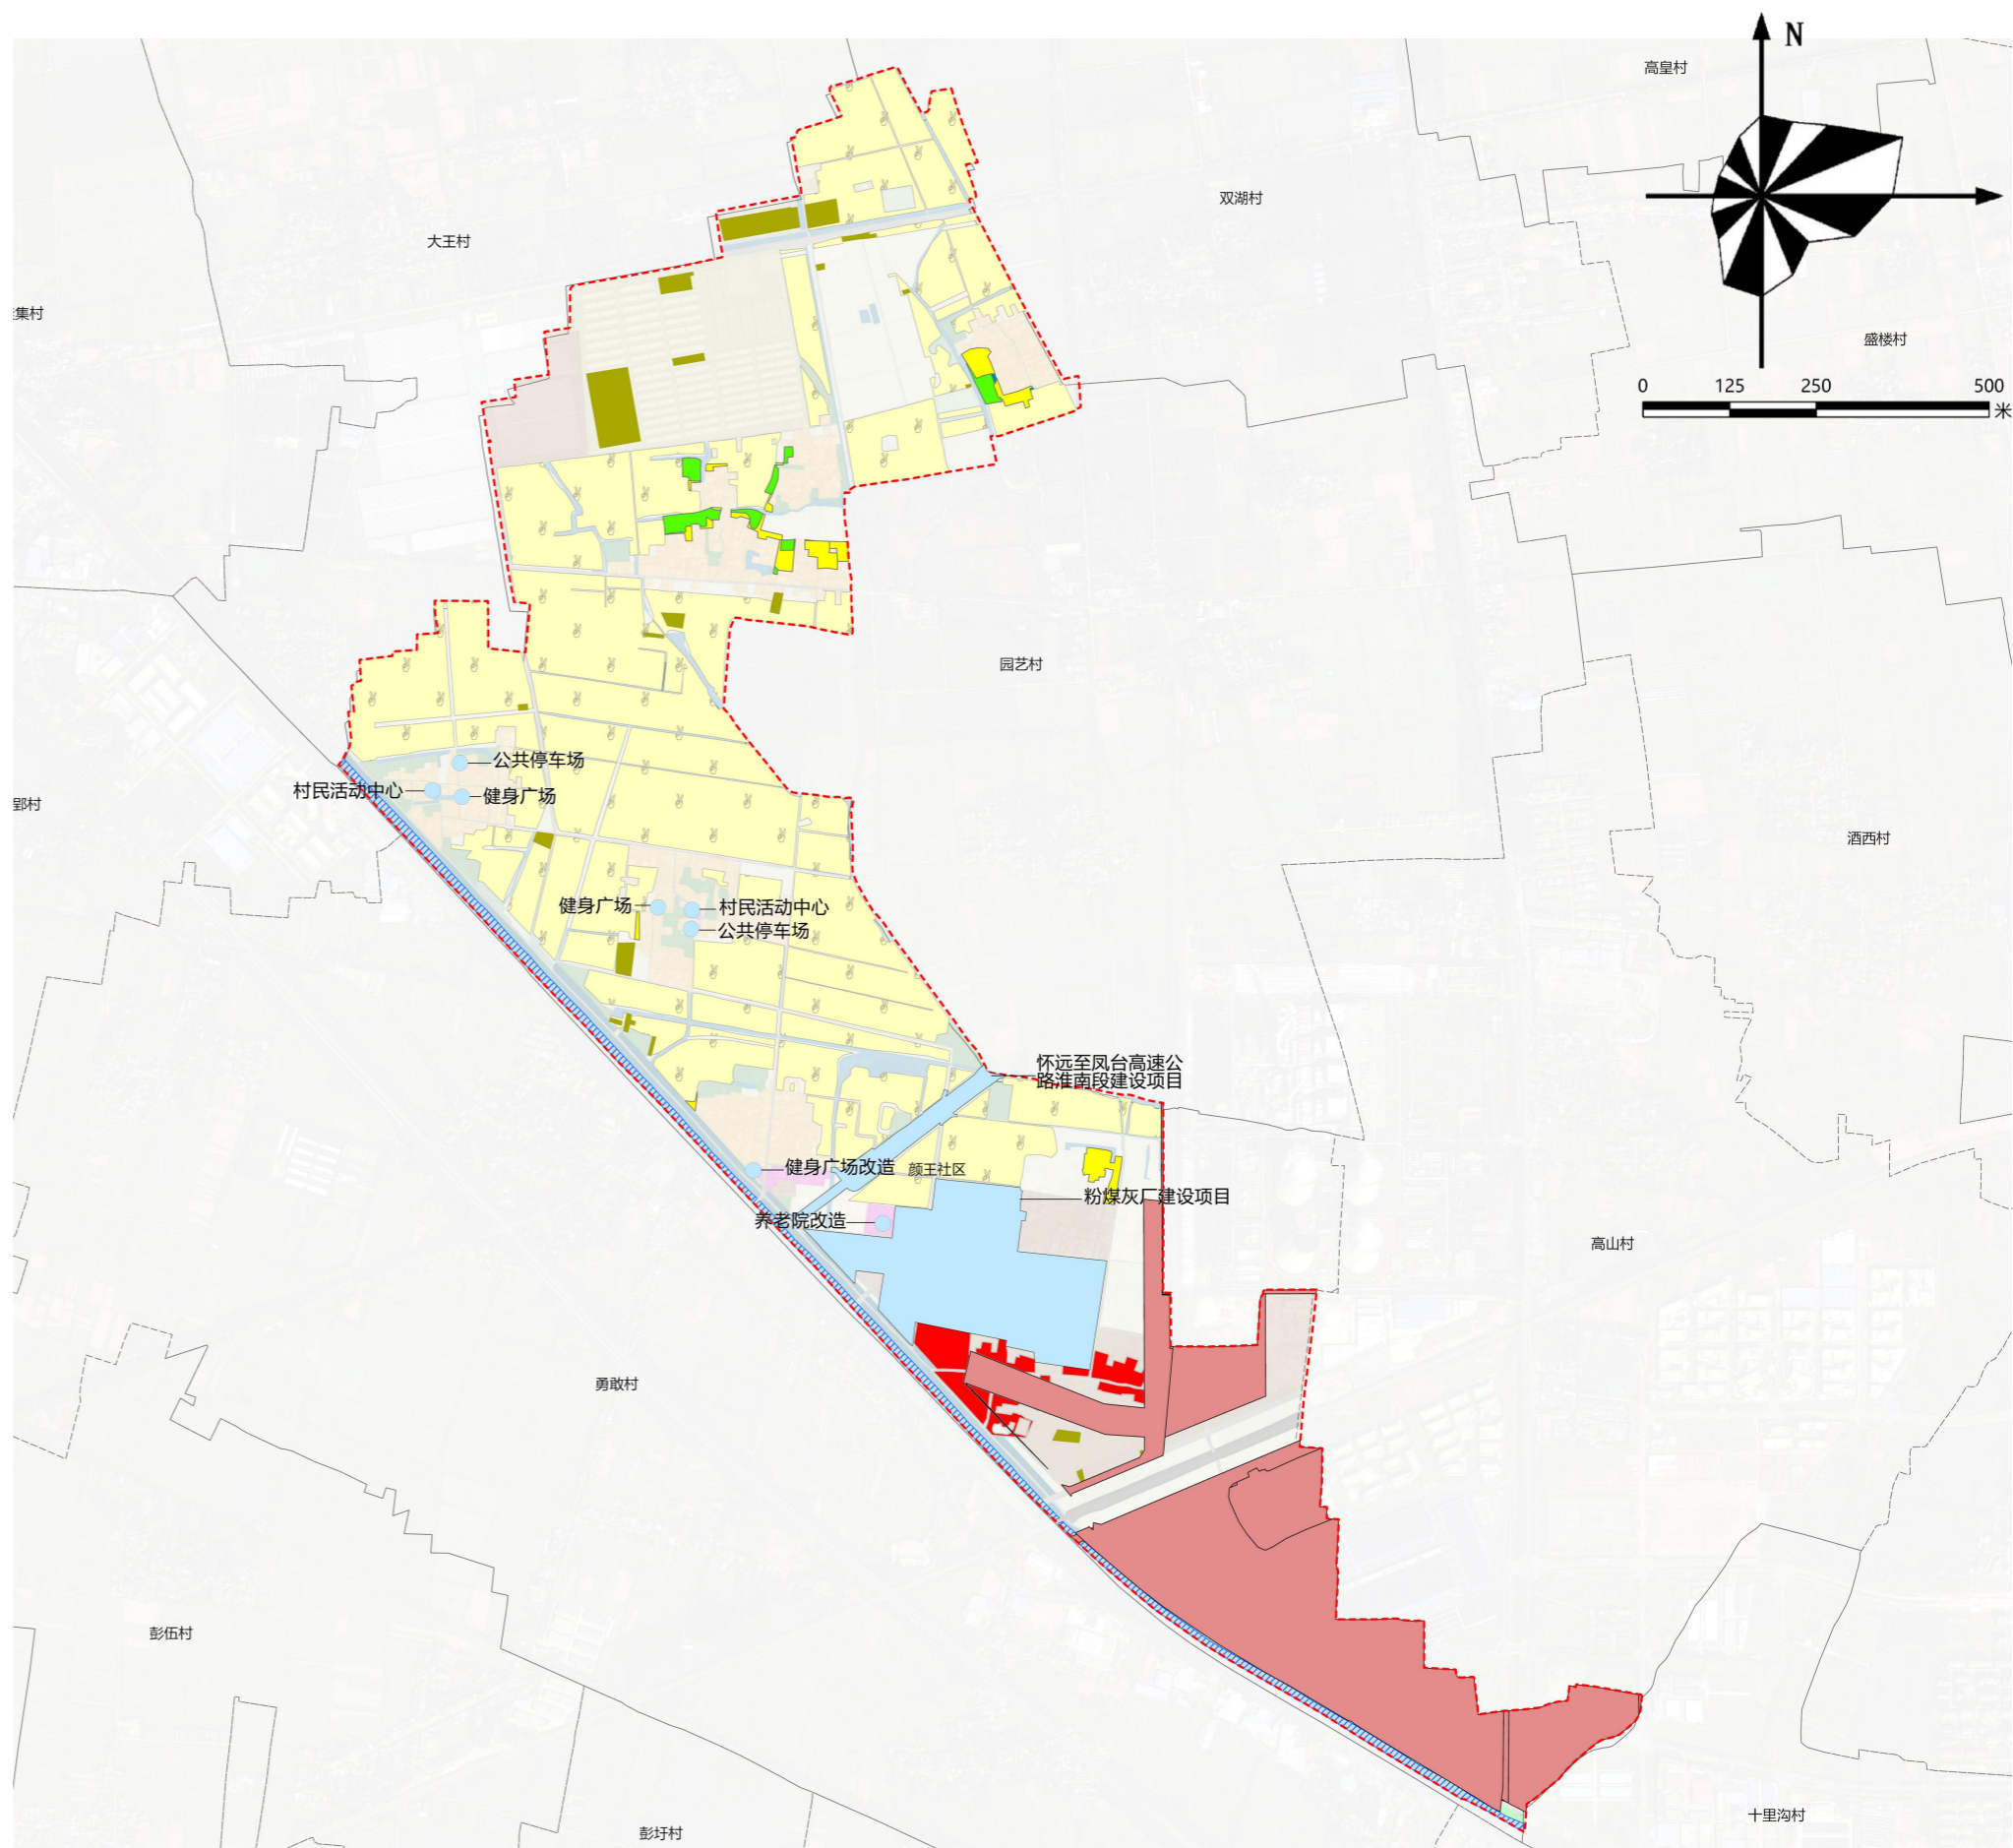 N
高皇村
双湖村
大王村
集村
盛楼村
0 125 250 500
米
园艺村
公共停车场
村民活动中心
健身广场
郢村
酒西村
健身广场
村民活动中心
公共停车场
怀远至凤台高速公
路淮南段建设项目
健身广场改造
颜王社区
粉煤灰厂建设项目
养老院改造
高山村
勇敢村
彭伍村
十里沟村
彭圩村